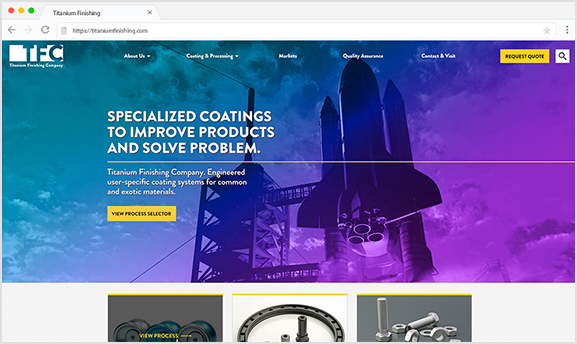 Titanium Finishing
https://titaniumfinishing.com
TFC
Titanium Finishing Company
About Us
Coating & Processing
Markets
Quality Assurance
Contact & Visit
REQUEST QUOTE
SPECIALIZED COATINGS
TO IMPROVE PRODUCTS
AND SOLVE PROBLEM.
Titanium Finishing Company. Engineered
user-specific coating systems for common
and exotic materials.
VIEW PROCESS SELECTOR
VIEW PROCESS